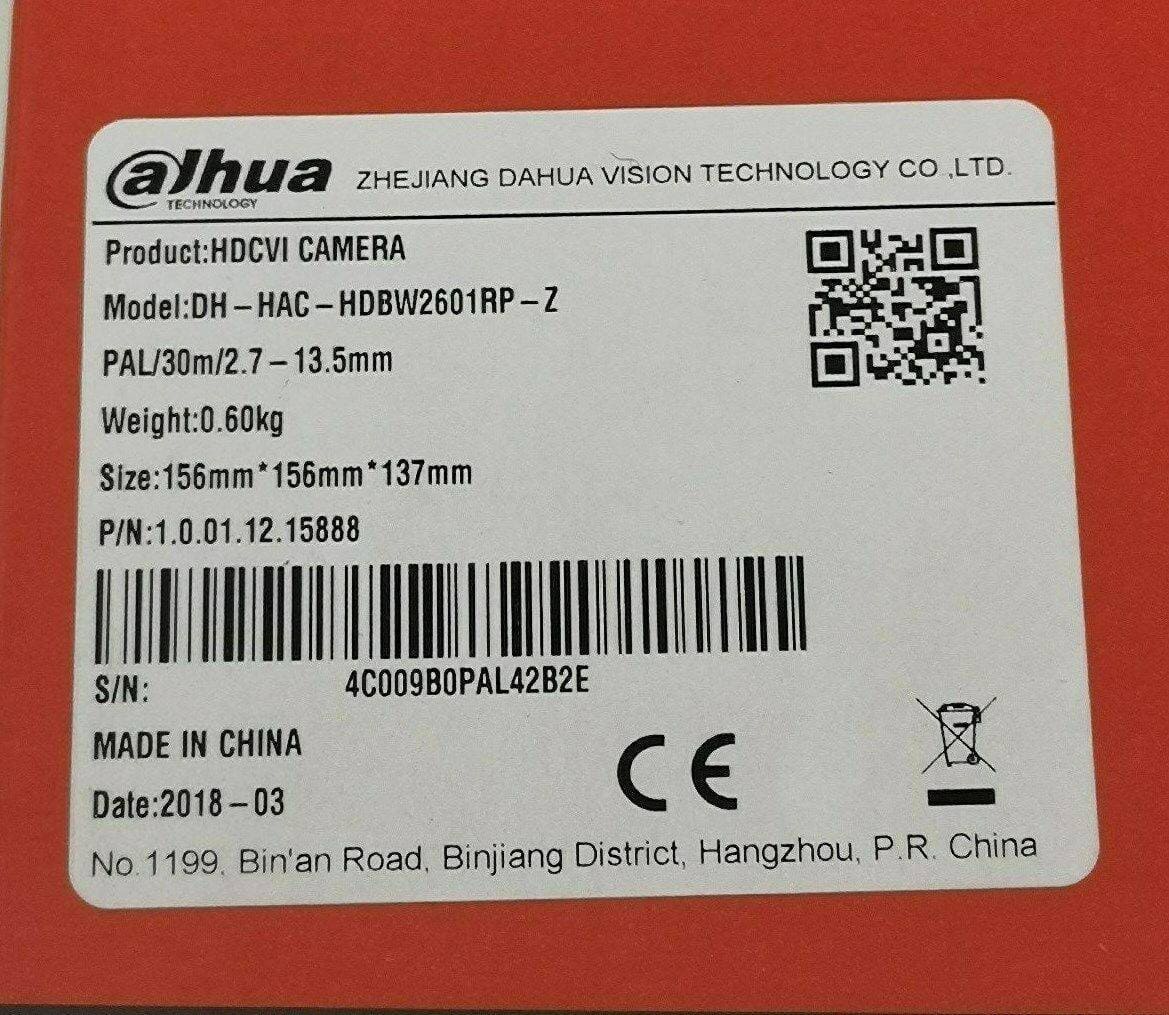 alhua
TECHNOLOGY
ZHEJIANG DAHUA VISION TECHNOLOGY CO ,LTD.
Product:HDCVI CAMERA
Model:DH-HAC-HDBW2601RP-Z
PAL/30m/2.7-13.5mm
Weight:0.60kg
Size:156mm*156mm*137mm
P/N:1.0.01.12.15888
S/N: 4C009B0PAL42B2E
MADE IN CHINA
Date:2018-03
CE
No.1199, Bin'an Road, Binjiang District, Hangzhou, P.R. China